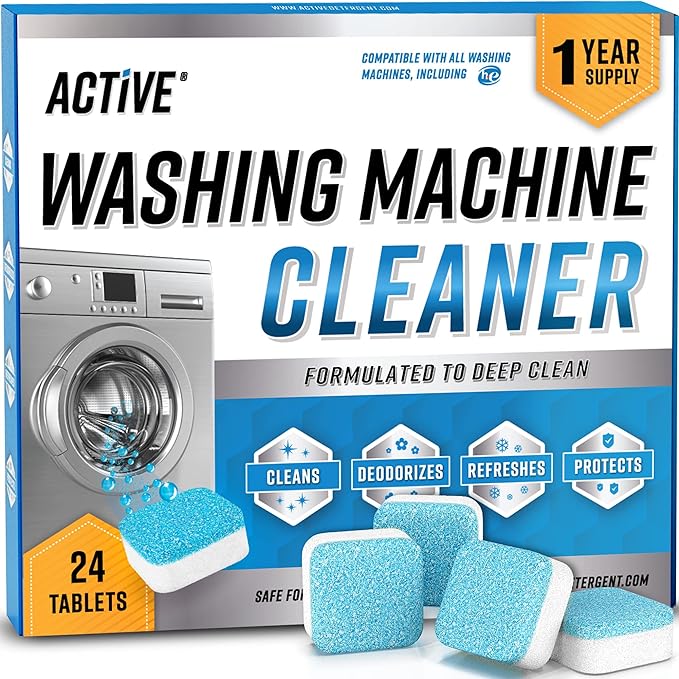 WWW.ACTIVEDETERGENT.COM
ACTIVE®
COMPATIBLE WITH ALL WASHING
MACHINES, INCLUDING he
1 YEAR
SUPPLY
WASHING MACHINE
CLEANER
FORMULATED TO DEEP CLEAN
CLEANS
DEODORIZES
REFRESHES
PROTECTS
24
TABLETS
SAFE FO
TERGENT.COM